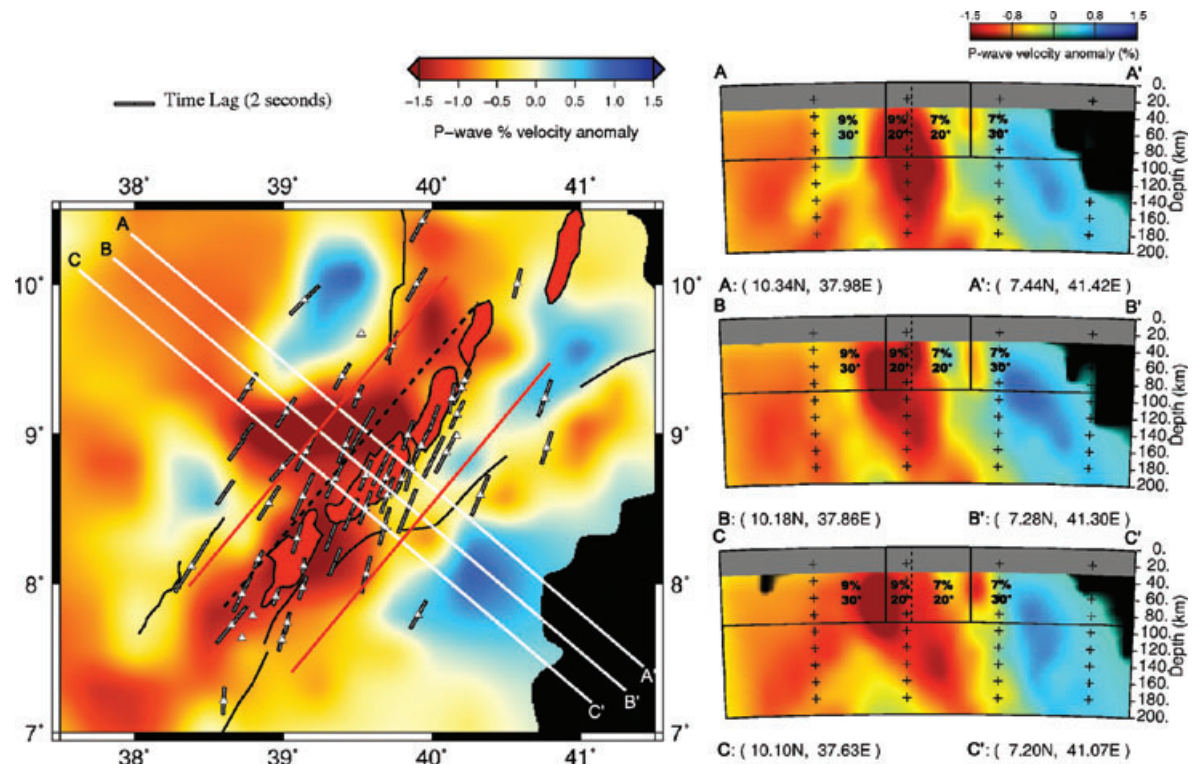 Time Lag (2 seconds)
−1.5 −1.0 −0.5 0.0 0.5 1.0 1.5
P−wave % velocity anomaly
38˚ 39˚ 40˚ 41˚
10˚ 10˚
9˚ 9˚
8˚ 8˚
7˚ 7˚
38˚ 39˚ 40˚ 41˚
A
B
C
A'
B'
C'
-1.5 -0.8 0 0.8 1.5
P-wave velocity anomaly (%)
A A'
9% 9% 7% 7%
30° 20° 20° 30°
0.
20.
40.
60.
80.
100.
120.
140.
160.
180.
200.
Depth (km)
A: ( 10.34N, 37.98E ) A': ( 7.44N, 41.42E )
B B'
9% 9% 7% 7%
30° 20° 20° 30°
0.
20.
40.
60.
80.
100.
120.
140.
160.
180.
200.
Depth (km)
B: ( 10.18N, 37.86E ) B': ( 7.28N, 41.30E )
C C'
9% 9% 7% 7%
30° 20° 20° 30°
0.
20.
40.
60.
80.
100.
120.
140.
160.
180.
200.
Depth (km)
C: ( 10.10N, 37.63E ) C': ( 7.20N, 41.07E )